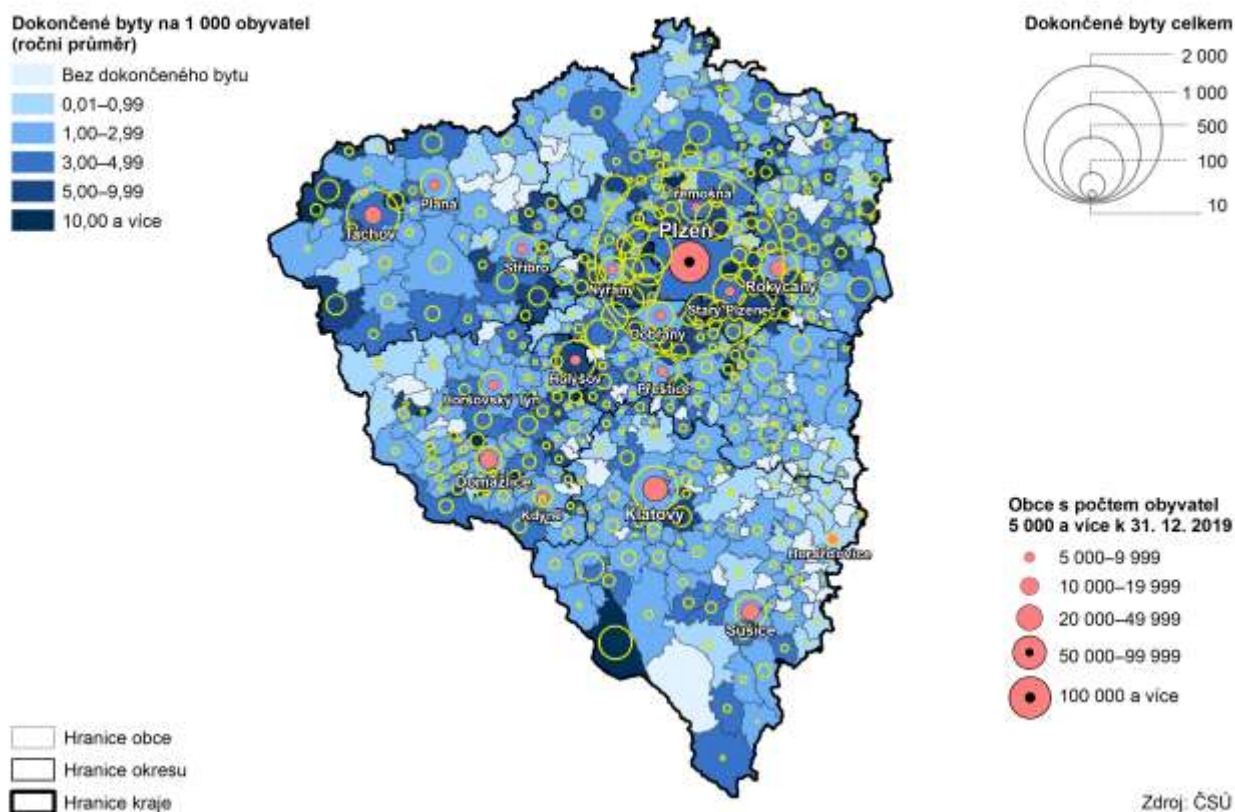 Dokončené byty na 1 000 obyvatel
(roční průměr)
Bez dokončeného bytu
0,01–0,99
1,00–2,99
3,00–4,99
5,00–9,99
10,00 a více
Dokončené byty celkem
2 000
1 000
500
100
10
Třemošná
Planá
Plzeň
Tachov
Stříbro
Nýřany
Rokycany
Starý Plzenec
Dobřany
Holýšov
Přeštice
Horšovský Týn
Domažlice
Kdyně
Klatovy
Horažďovice
Sušice
Obce s počtem obyvatel
5 000 a více k 31. 12. 2019
5 000–9 999
10 000–19 999
20 000–49 999
50 000–99 999
100 000 a více
Hranice obce
Hranice okresu
Hranice kraje
Zdroj: ČSÚ